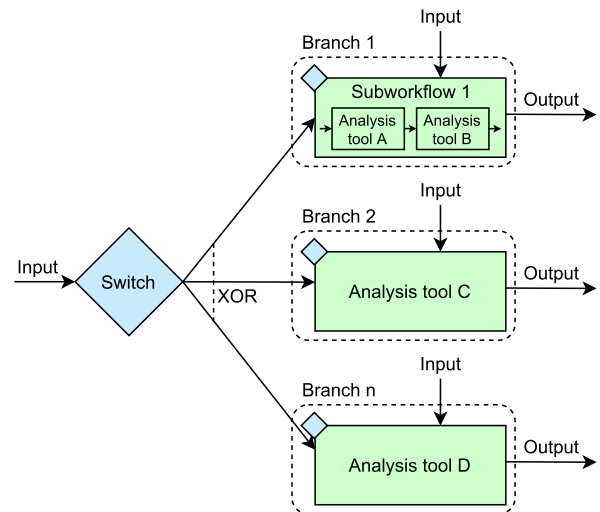 Input
Branch 1
Subworkflow 1
Analysis
tool A
Analysis
tool B
Output
Input
Branch 2
Analysis tool C
Output
Input
Switch
XOR
Input
Branch n
Analysis tool D
Output